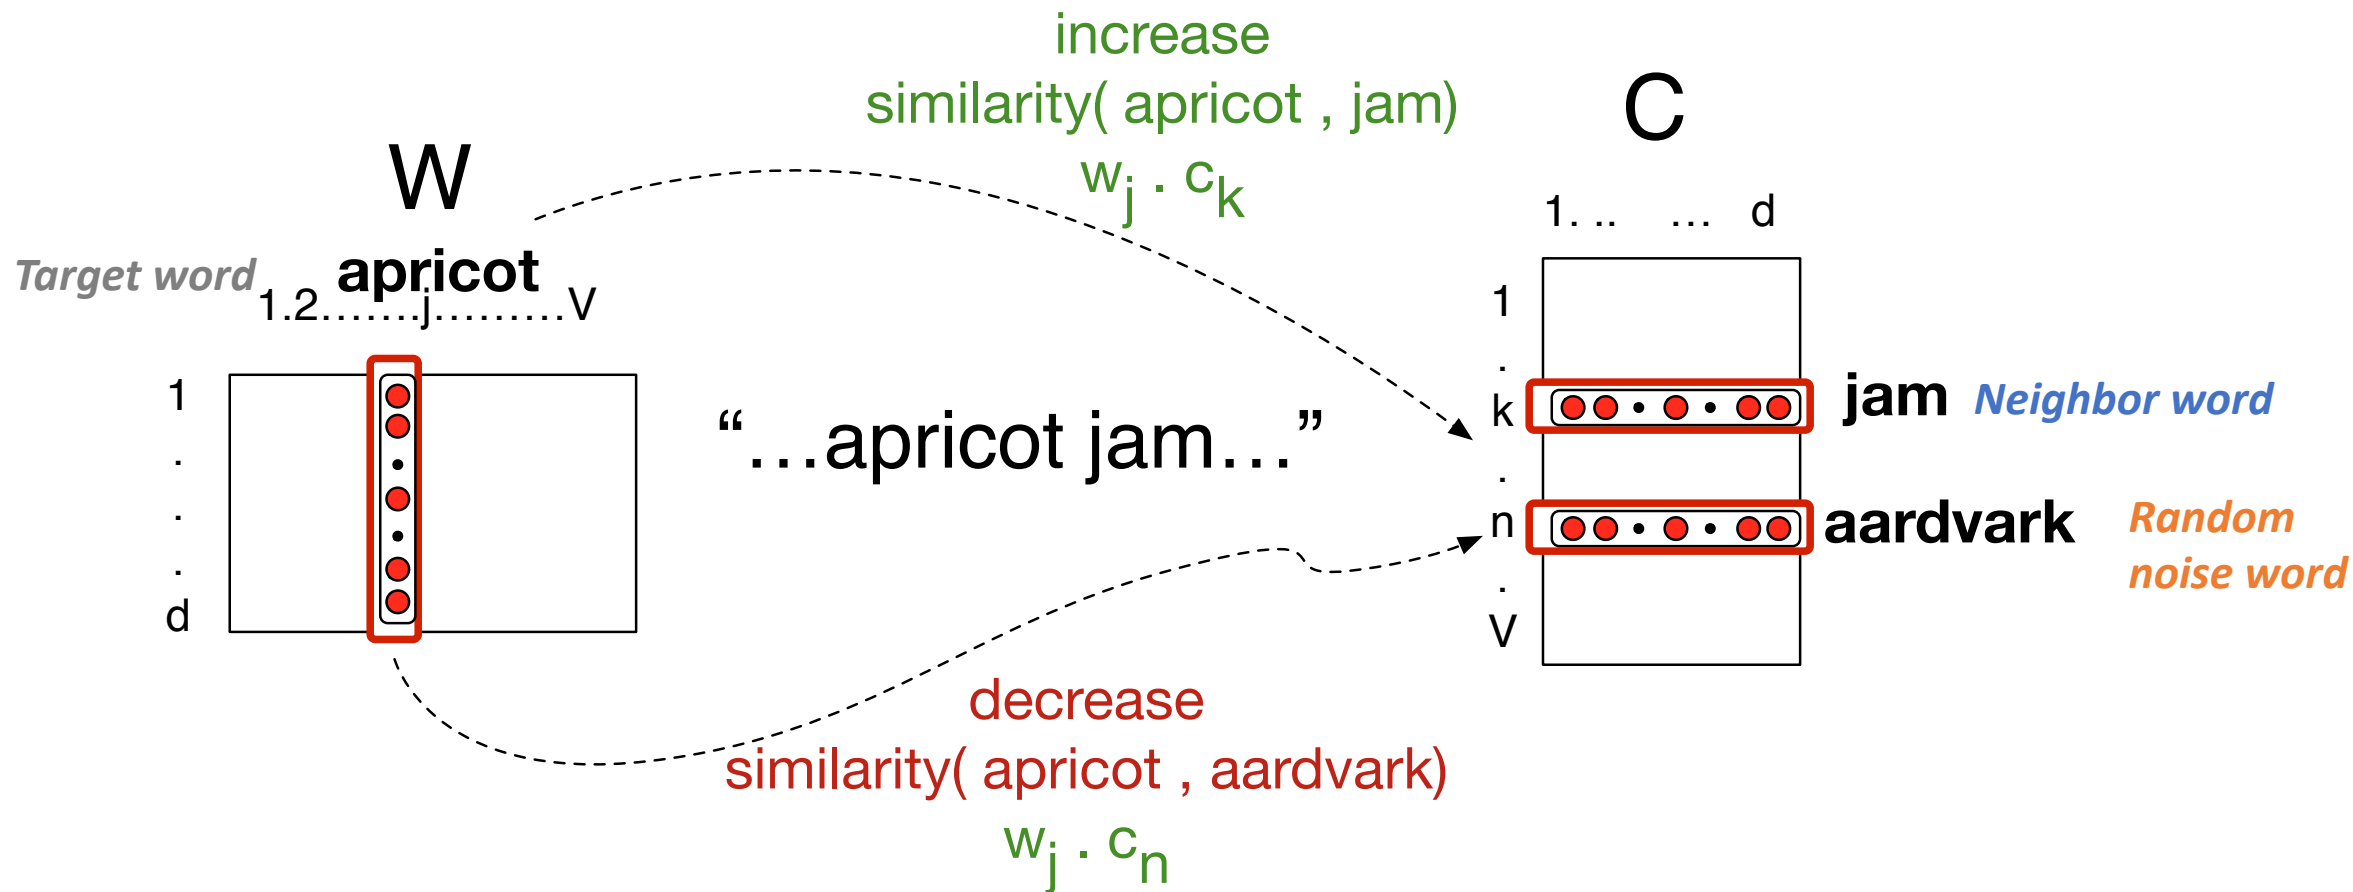 increase
similarity( apricot , jam)
wj . ck
W
C
1. .. ... d
Target word
apricot
1.2.......j.........V
1
.
.
.
d
“...apricot jam...”
1
.
k
.
n
.
V
jam Neighbor word
aardvark
Random
noise word
decrease
similarity( apricot , aardvark)
wj . cn